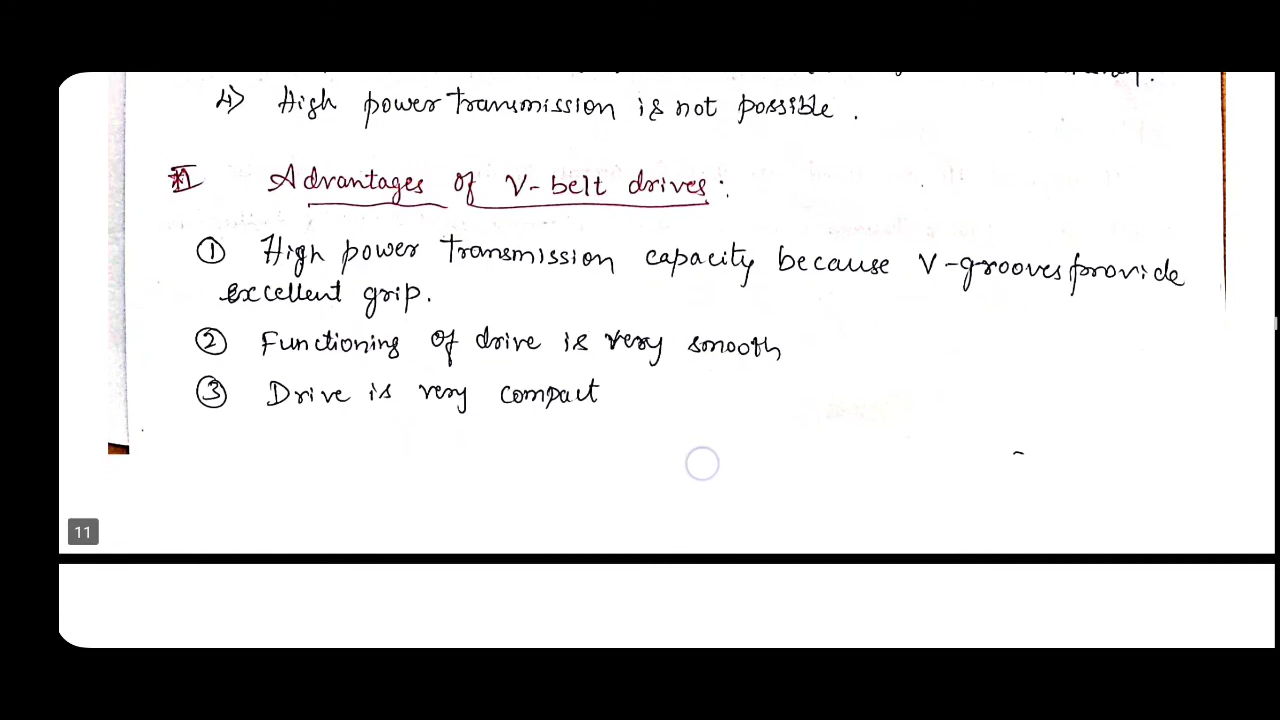 4) High power transmission is not possible .
Advantages of V-belt drives :
① High power transmission capacity because V-grooves provide
excellent grip.
② Functioning of drive is very smooth
③ Drive is very compact
11